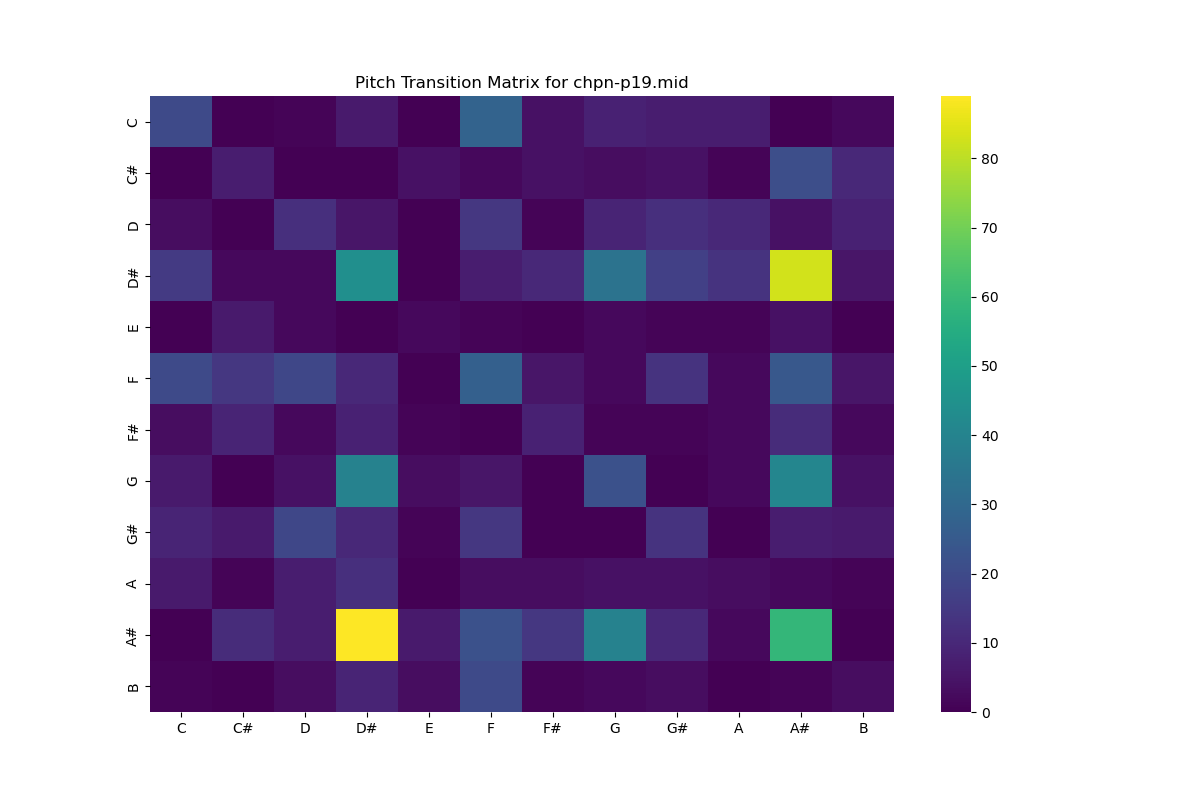 Pitch Transition Matrix for chpn-p19.mid
C
C#
D
D#
E
F
F#
G
G#
A
A#
B
C C# D D# E F F# G G# A A# B
80
70
60
50
40
30
20
10
0